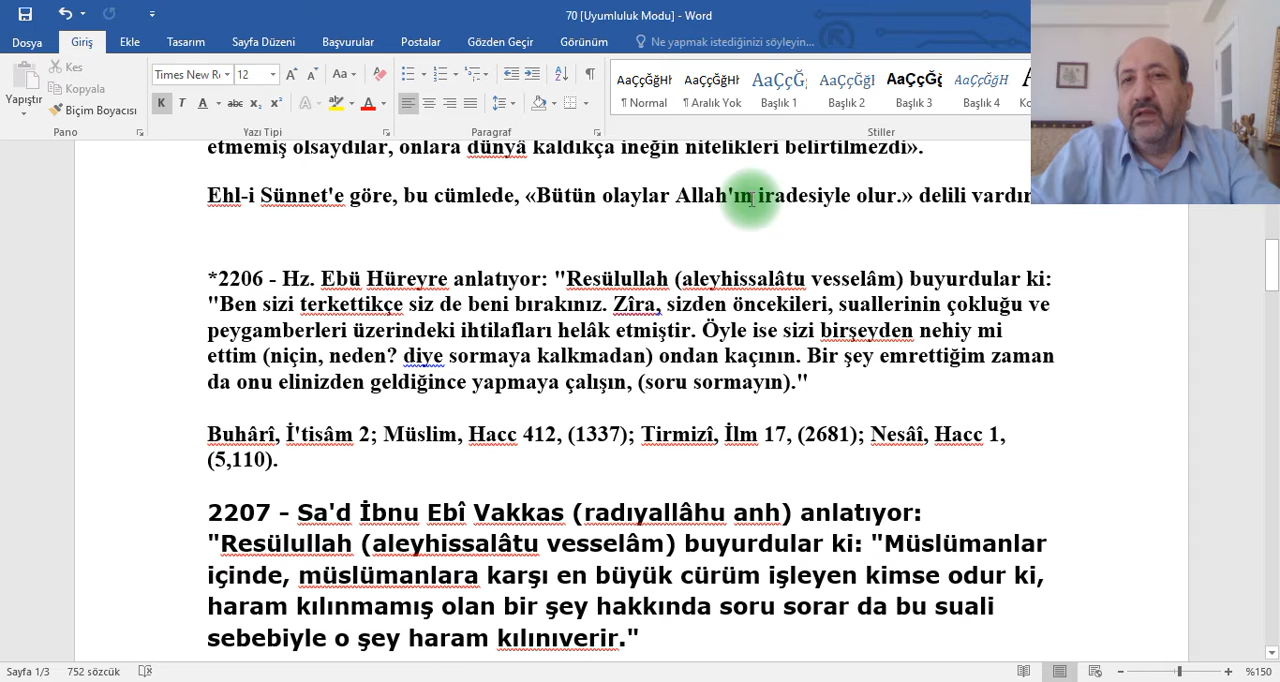 70 [Uyumluluk Modu] - Word
Dosya Giriş Ekle Tasarım Sayfa Düzeni Başvurular Postalar Gözden Geçir Görünüm Ne yapmak istediğinizi söyleyin...
Kes
Kopyala
Biçim Boyacısı
Yapıştır
Times New Ro 12
AaÇçĞğHl AaÇçĞğHl AaÇçĞ AaÇçĞğI AaÇçĞğ AaÇçĞğH
¶ Normal ¶ Aralık Yok Başlık 1 Başlık 2 Başlık 3 Başlık 4
Pano Yazı Tipi Paragraf Stiller
etmemiş olsaydılar, onlara dünyâ kaldıkça ineğin nitelikleri belirtilmezdi».
Ehl-i Sünnet'e göre, bu cümlede, «Bütün olaylar Allah'ın iradesiyle olur.» delili vardır
*2206 - Hz. Ebü Hüreyre anlatıyor: "Resülullah (aleyhissalâtu vesselâm) buyurdular ki:
"Ben sizi terkettikçe siz de beni bırakınız. Zîra, sizden öncekileri, suallerinin çokluğu ve
peygamberleri üzerindeki ihtilafları helâk etmiştir. Öyle ise sizi birşeyden nehiy mi
ettim (niçin, neden? diye sormaya kalkmadan) ondan kaçının. Bir şey emrettiğim zaman
da onu elinizden geldiğince yapmaya çalışın, (soru sormayın)."
Buhârî, İ'tisâm 2; Müslim, Hacc 412, (1337); Tirmizî, İlm 17, (2681); Nesâî, Hacc 1,
(5,110).
2207 - Sa'd İbnu Ebî Vakkas (radıyallâhu anh) anlatıyor:
"Resülullah (aleyhissalâtu vesselâm) buyurdular ki: "Müslümanlar
içinde, müslümanlara karşı en büyük cürüm işleyen kimse odur ki,
haram kılınmamış olan bir şey hakkında soru sorar da bu suali
sebebiyle o şey haram kılınıverir."
Sayfa 1/3 752 sözcük %150